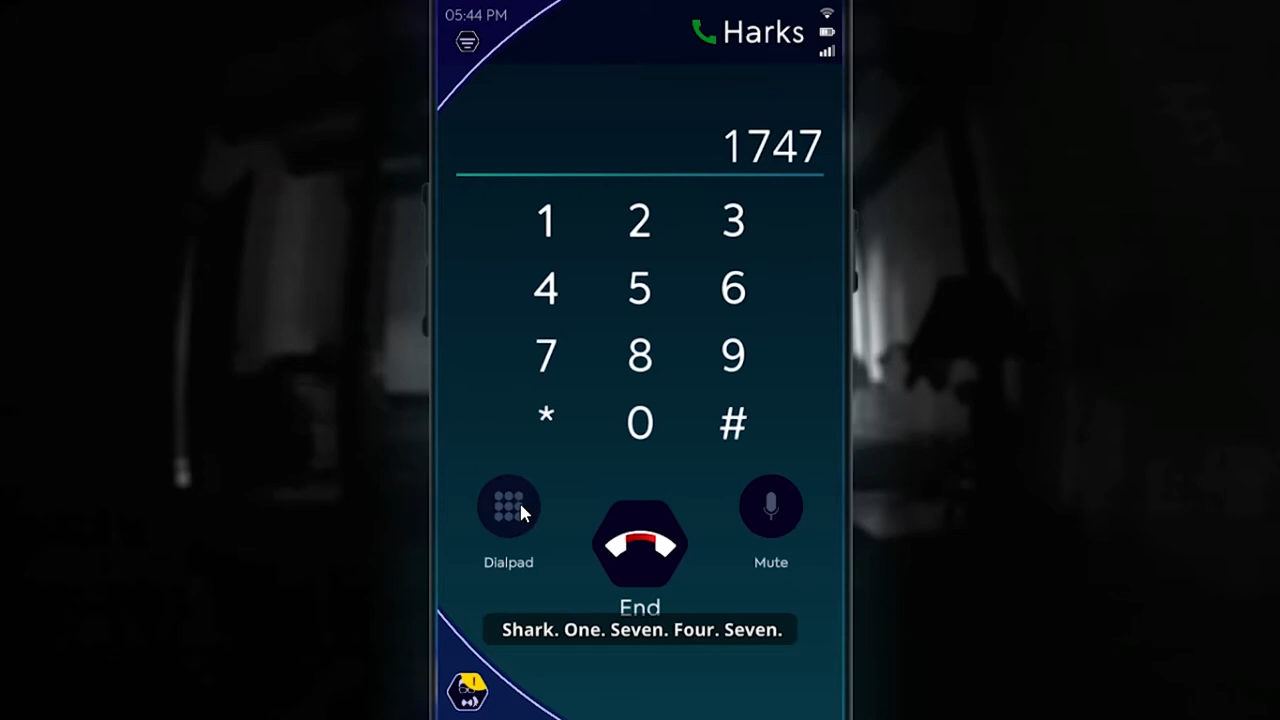 05:44 PM
Harks
1747
1 2 3
4 5 6
7 8 9
* 0 #
Dialpad
Mute
End
Shark. One. Seven. Four. Seven.
!